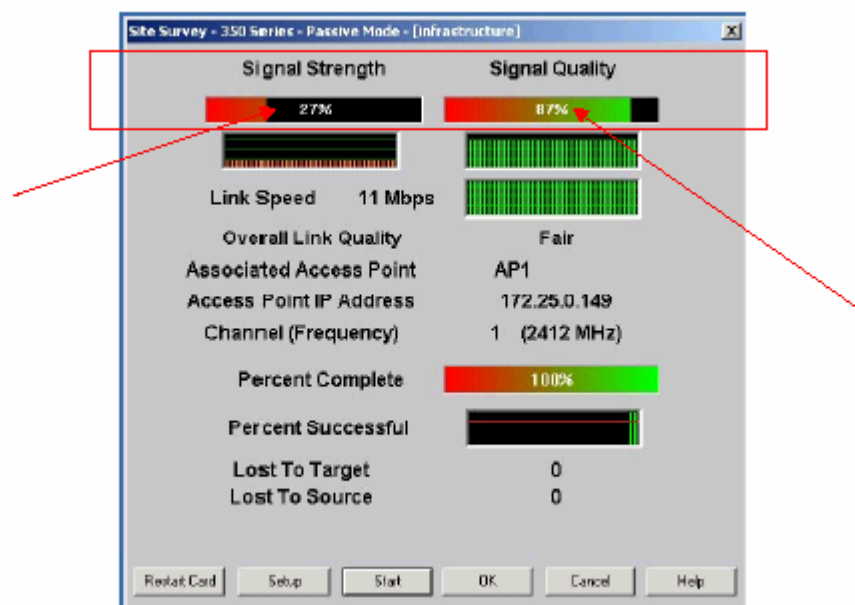 Site Survey - 350 Series - Passive Mode - [infrastructure]
Signal Strength Signal Quality
27% 87%
Link Speed 11 Mbps
Overall Link Quality Fair
Associated Access Point AP1
Access Point IP Address 172.25.0.149
Channel (Frequency) 1 (2412 MHz)
Percent Complete 100%
Percent Successful
Lost To Target 0
Lost To Source 0
Restart Card Setup Start OK Cancel Help